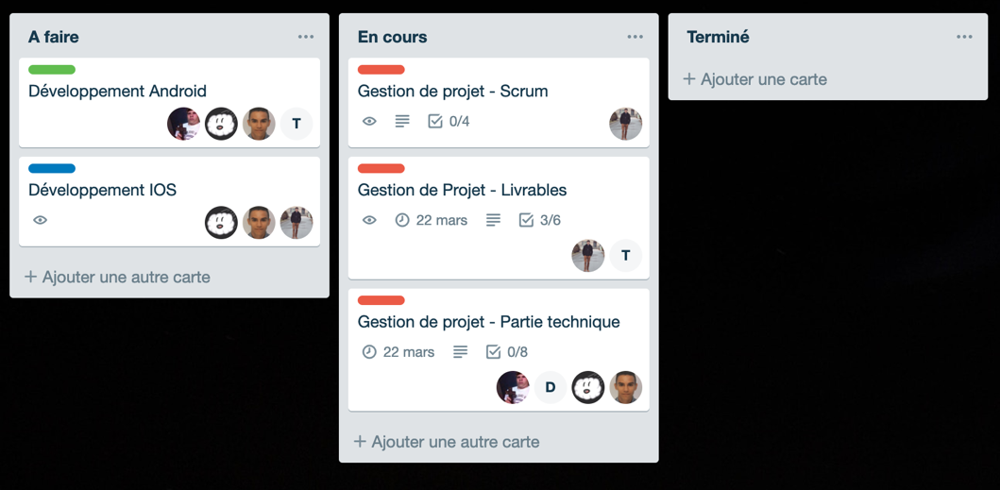 A faire
Développement Android
T
Développement IOS
+ Ajouter une autre carte
En cours
Gestion de projet - Scrum
0/4
Gestion de Projet - Livrables
22 mars 3/6
T
Gestion de projet - Partie technique
22 mars 0/8
D
+ Ajouter une autre carte
Terminé
+ Ajouter une carte